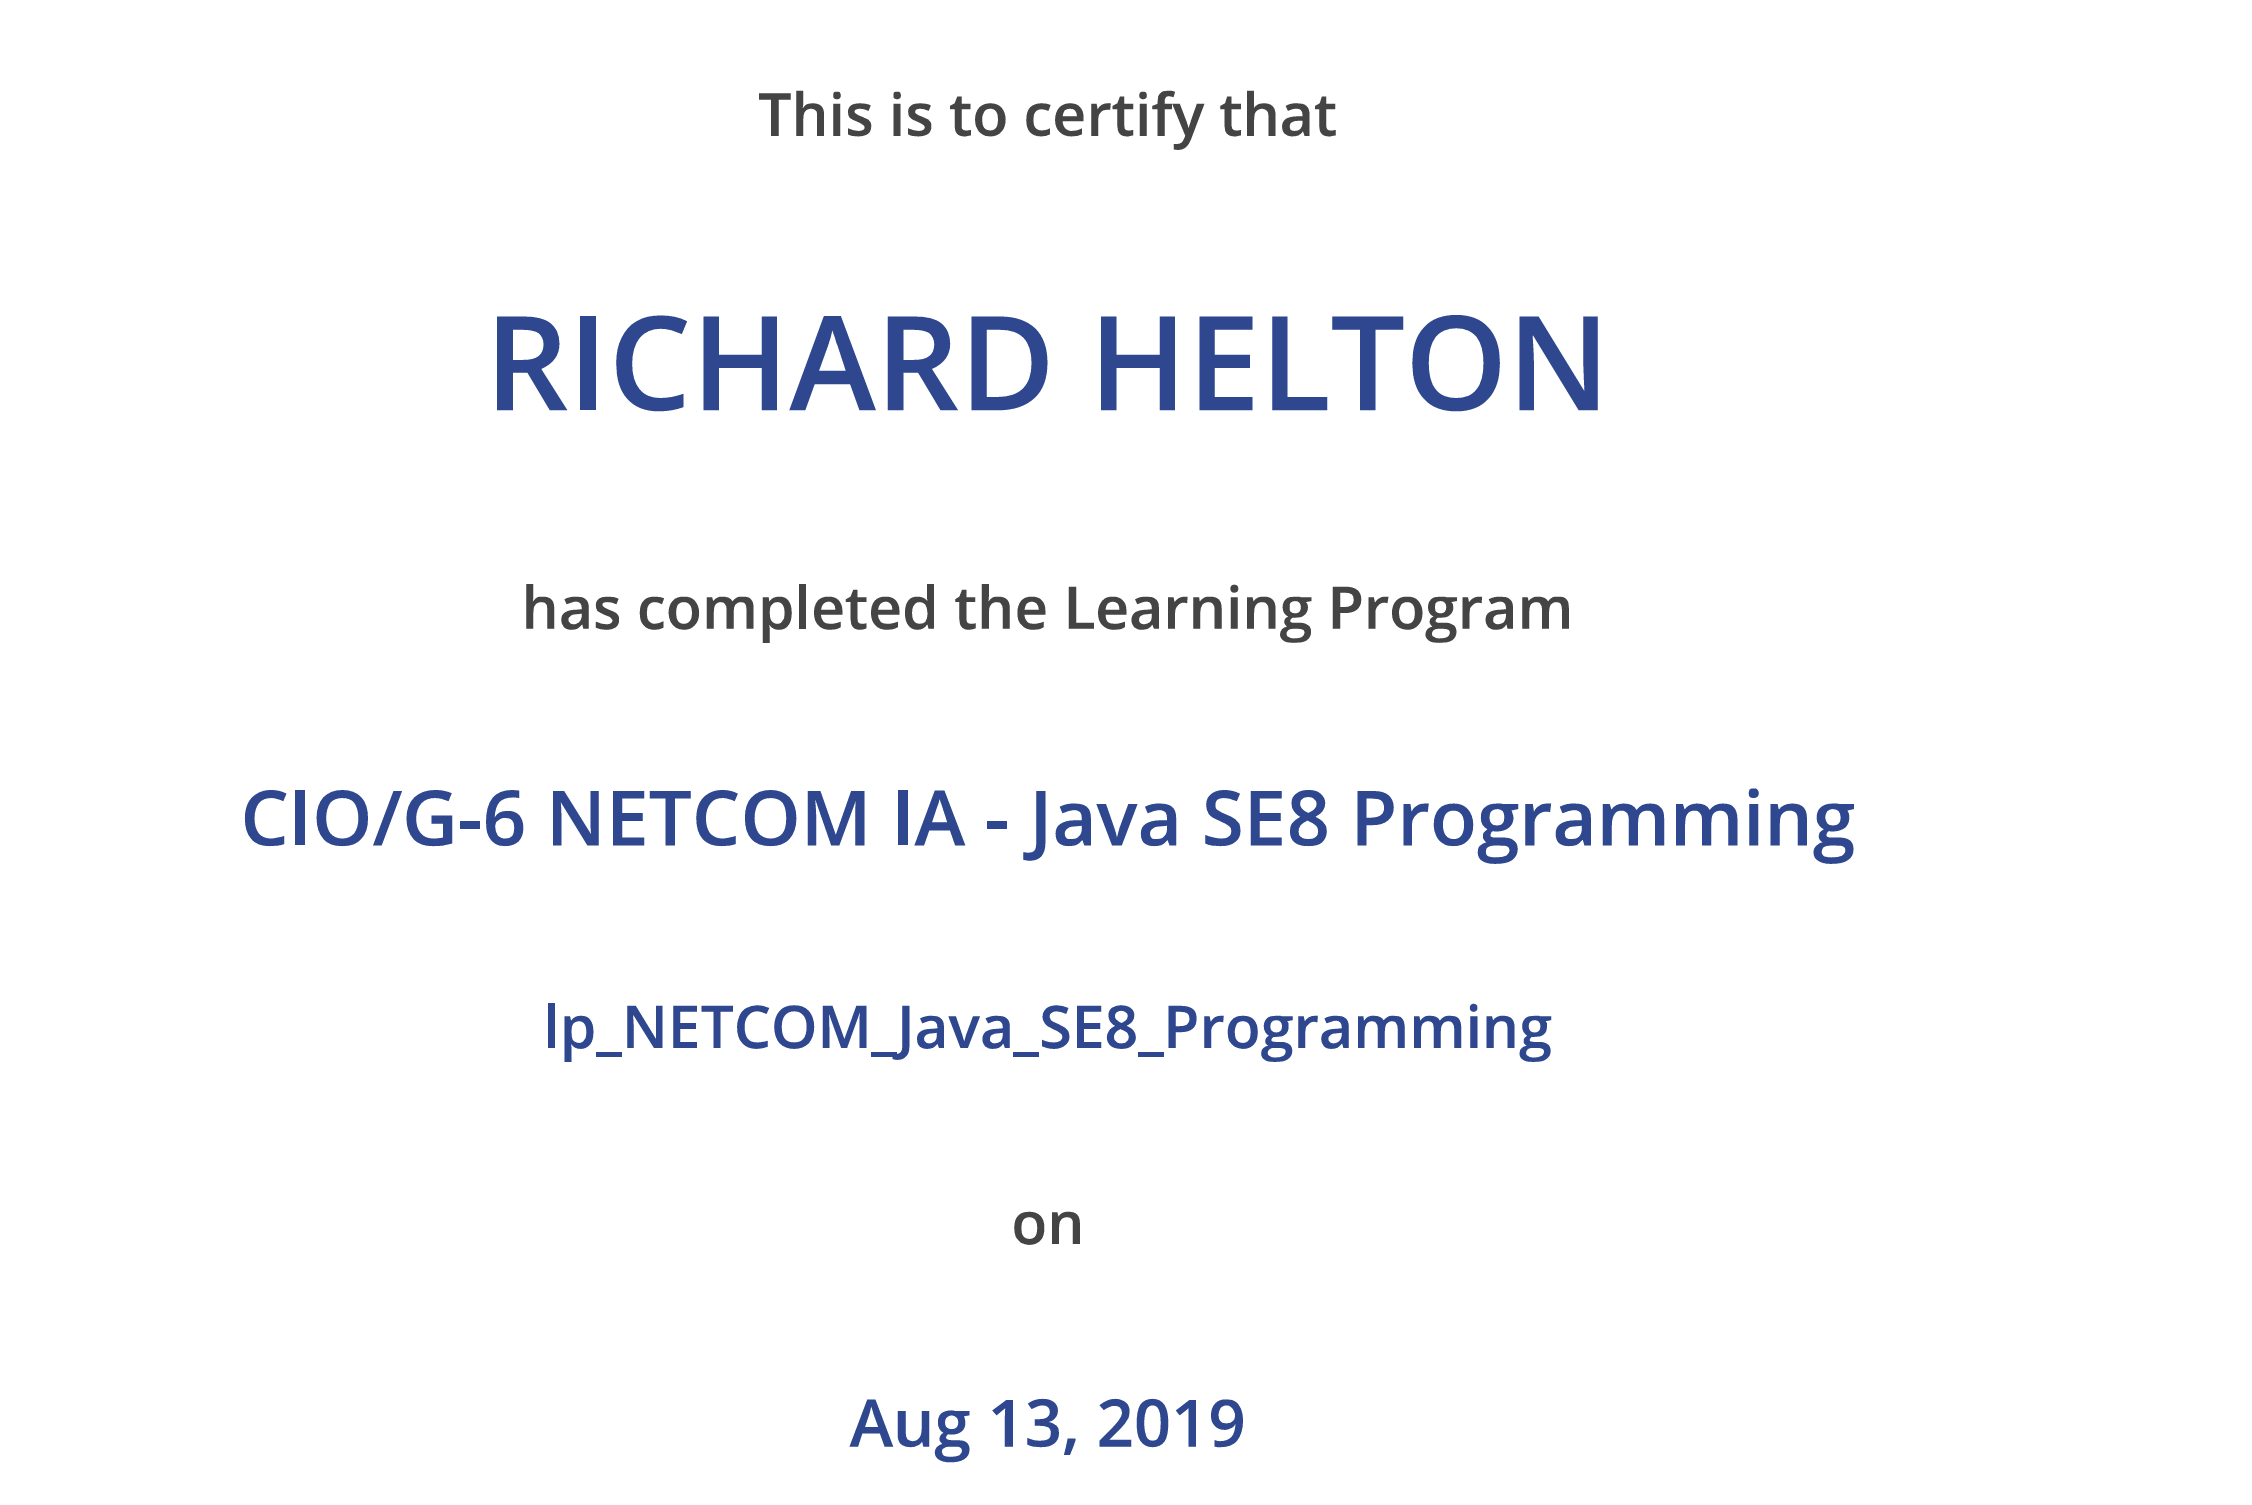 This is to certify that
RICHARD HELTON
has completed the Learning Program
CIO/G-6 NETCOM IA - Java SE8 Programming
lp_NETCOM_Java_SE8_Programming
on
Aug 13, 2019